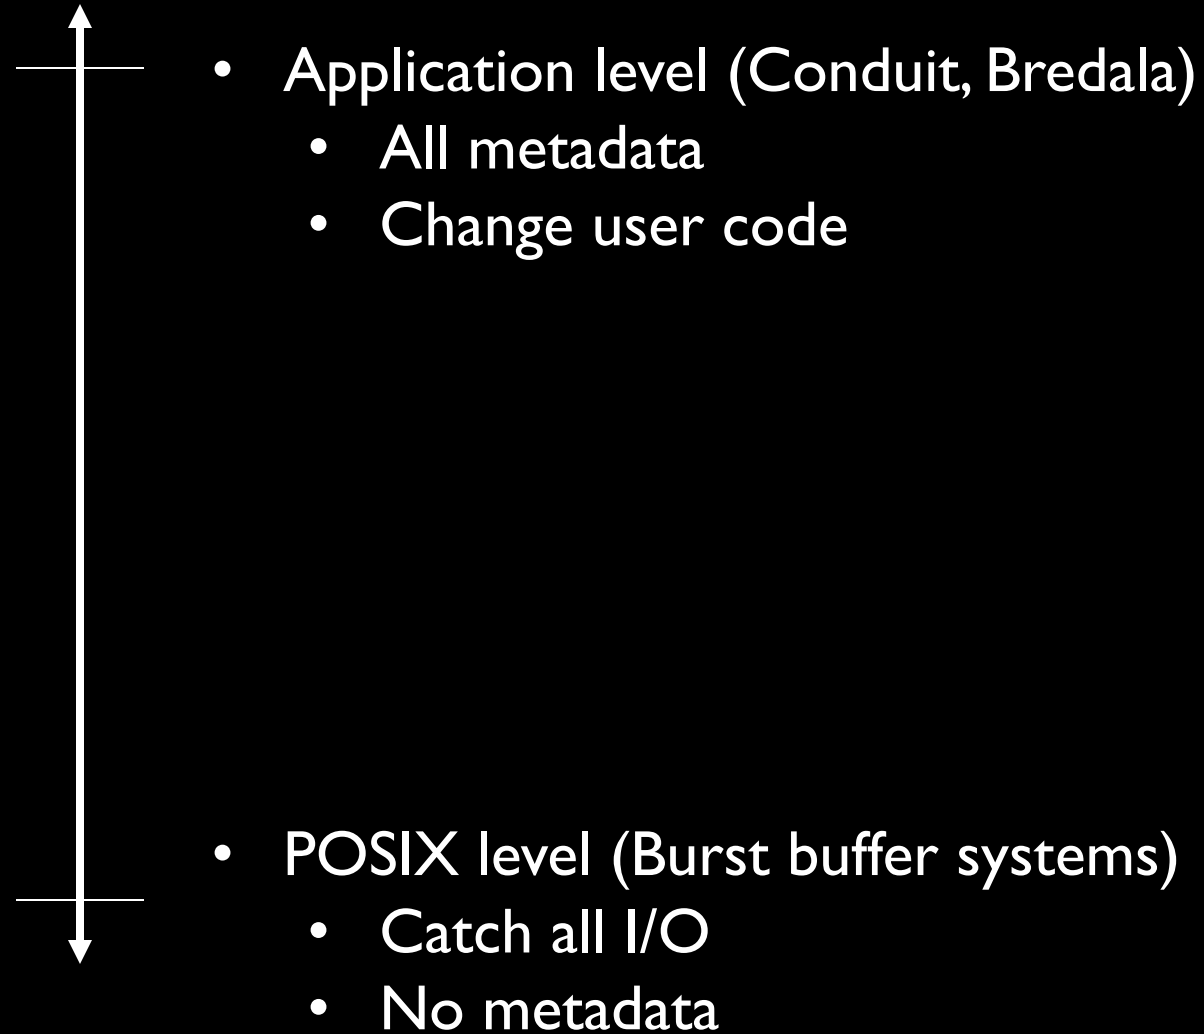 • Application level (Conduit, Bredala)
• All metadata
• Change user code
• POSIX level (Burst buffer systems)
• Catch all I/O
• No metadata